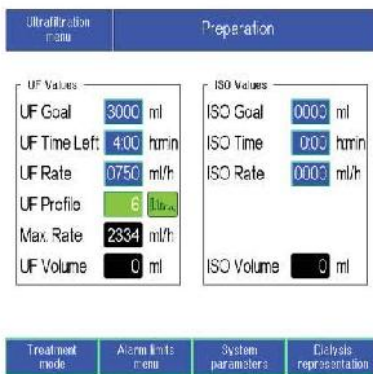 Ultrafiltration
menu
Preparation
UF Values
UF Goal 3000 ml
UF Time Left 4:00 h:min
UF Rate 0750 ml/h
UF Profile 6
Max. Rate 2334 ml/h
UF Volume 0 ml
ISO Values
ISO Goal 0000 ml
ISO Time 0:00 h:min
ISO Rate 0000 ml/h
ISO Volume 0 ml
Treatment
mode
Alarm limits
menu
System
parameters
Dialysis
representation